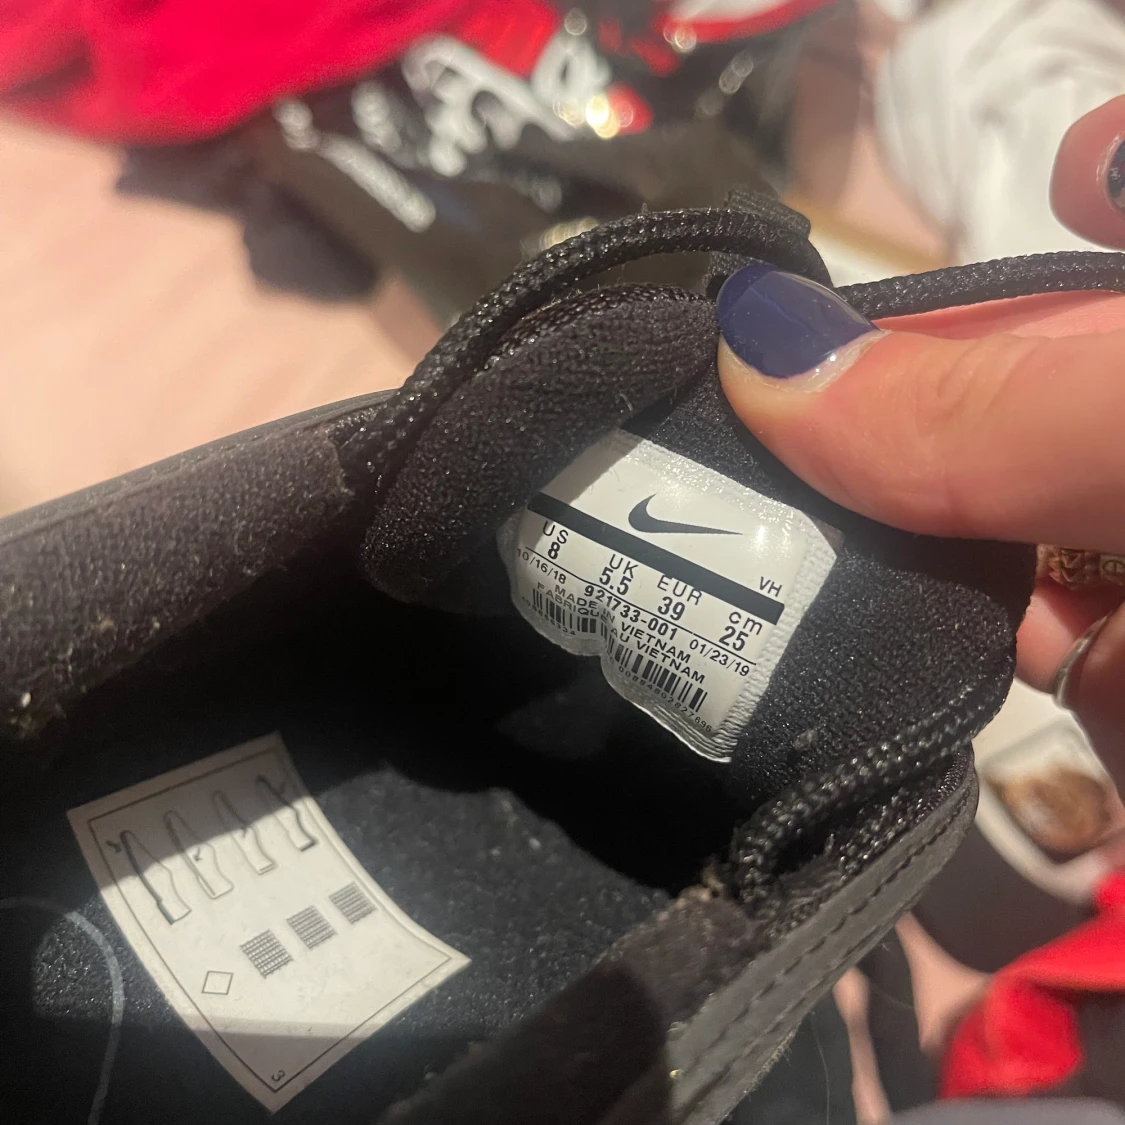 VH
US UK EUR cm
8 5.5 39 25
10/16/18 921733-001 01/23/19
MADE IN VIETNAM
FABRIQUE AU VIETNAM
3